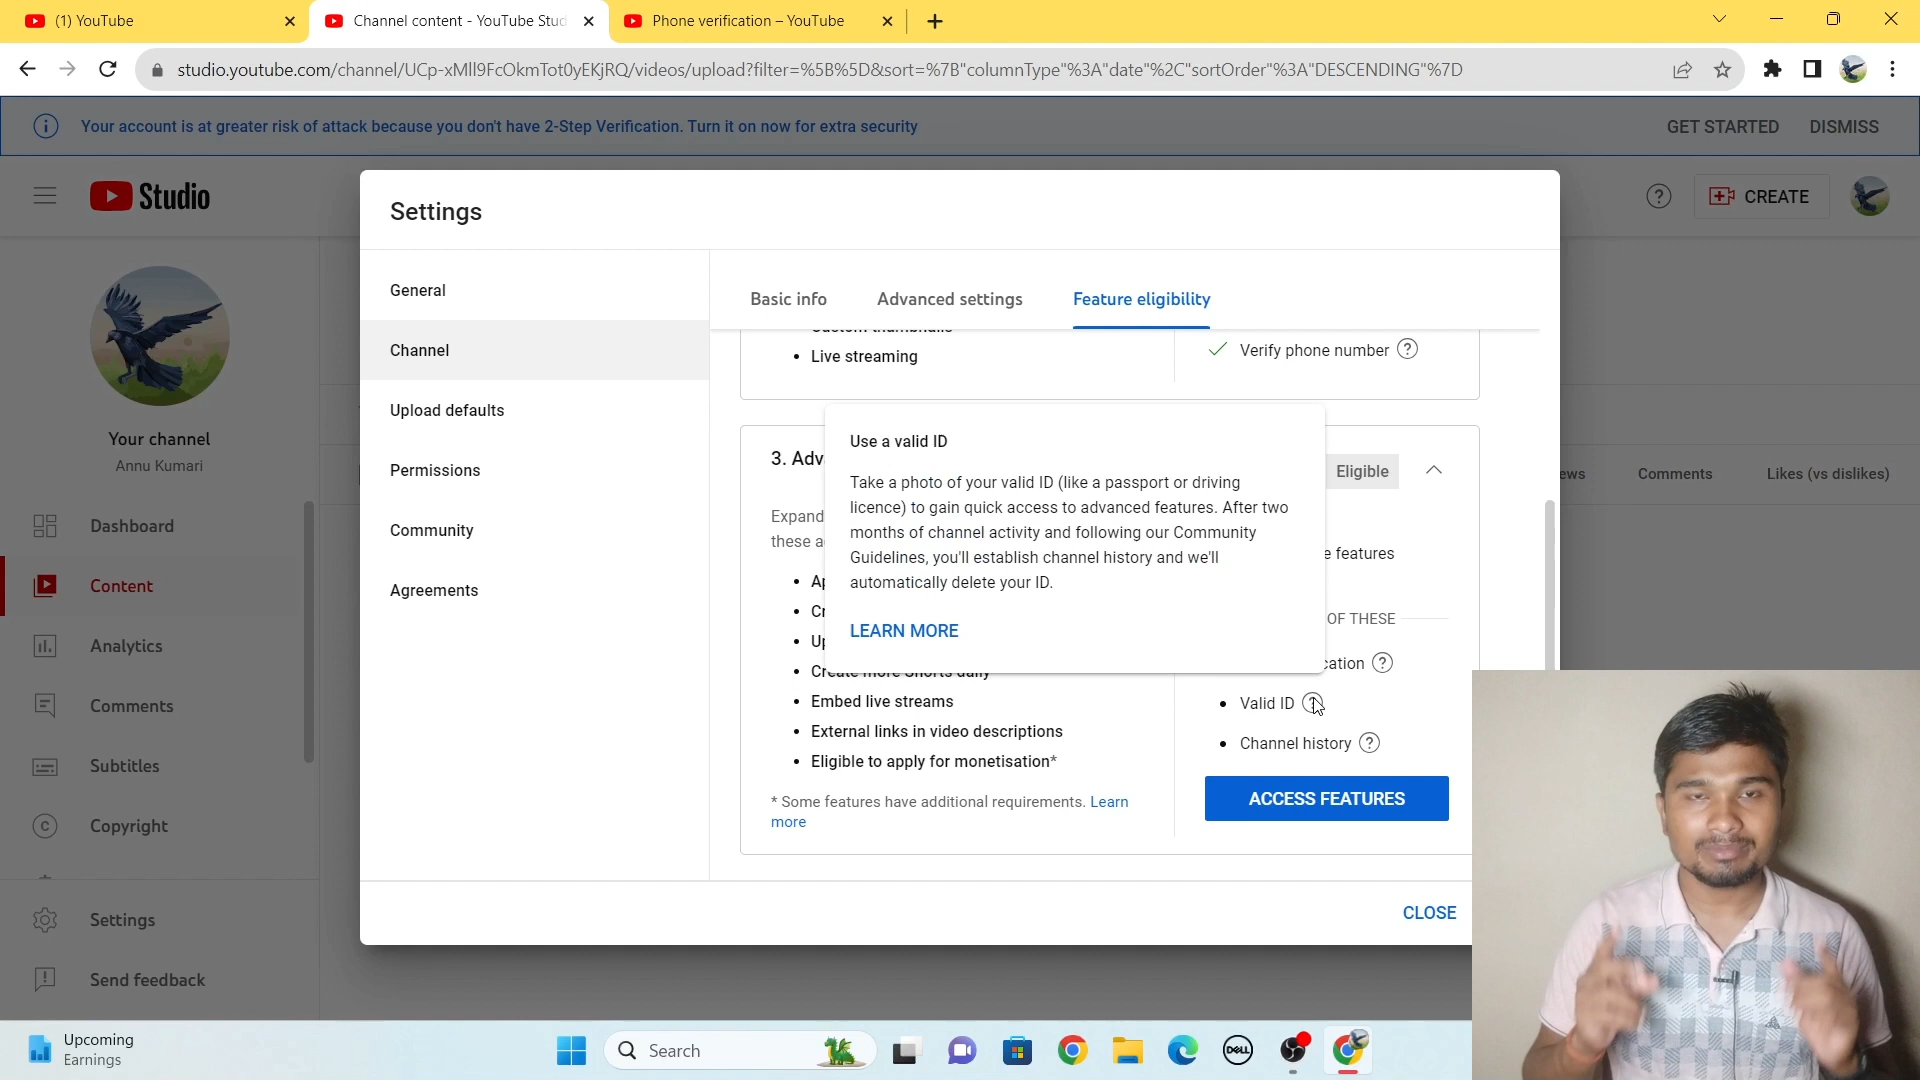 (1) YouTube
Channel content - YouTube Stud
Phone verification – YouTube
studio.youtube.com/channel/UCp-xMIl9FcOkmTot0yEKjRQ/videos/upload?filter=%5B%5D&sort=%7B"columnType"%3A"date"%2C"sortOrder"%3A"DESCENDING"%7D
Your account is at greater risk of attack because you don't have 2-Step Verification. Turn it on now for extra security
GET STARTED
DISMISS
Studio
CREATE
Your channel
Annu Kumari
Dashboard
Content
Analytics
Comments
Subtitles
Copyright
Settings
Send feedback
Settings
General
Channel
Upload defaults
Permissions
Community
Agreements
Basic info
Advanced settings
Feature eligibility
Live streaming
Verify phone number
3. Adv
Eligible
Expand
these a
Use a valid ID
Take a photo of your valid ID (like a passport or driving
licence) to gain quick access to advanced features. After two
months of channel activity and following our Community
Guidelines, you'll establish channel history and we'll
automatically delete your ID.
LEARN MORE
e features
OF THESE
cation
Valid ID
Channel history
ACCESS FEATURES
Create more Shorts daily
Embed live streams
External links in video descriptions
Eligible to apply for monetisation*
* Some features have additional requirements. Learn
more
CLOSE
ews
Comments
Likes (vs dislikes)
Upcoming
Earnings
Search
DELL